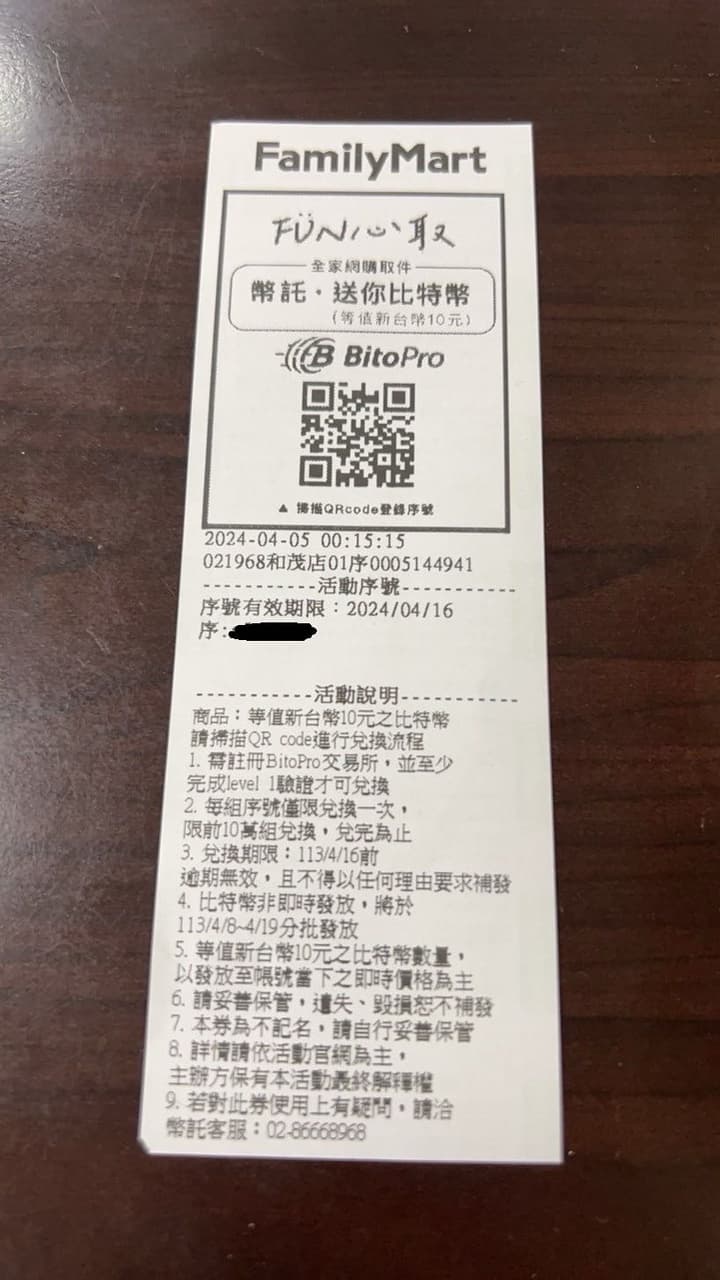 FamilyMart
FÜN心取
全家網購取件
幣託·送你比特幣
(等值新台幣10元)
B BitoPro
▲ 掃描QRcode登錄序號
2024-04-05 00:15:15
021968和茂店01序0005144941
-----------活動序號-----------
序號有效期限：2024/04/16
序:
-----------活動說明-----------
商品：等值新台幣10元之比特幣
請掃描QR code進行兌換流程
1. 需註冊BitoPro交易所，並至少
完成level 1驗證才可兌換
2. 每組序號僅限兌換一次，
限前10萬組兌換，兌完為止
3. 兌換期限：113/4/16前
逾期無效，且不得以任何理由要求補發
4. 比特幣非即時發放，將於
113/4/8~4/19分批發放
5. 等值新台幣10元之比特幣數量，
以發放至帳號當下之即時價格為主
6. 請妥善保管，遺失、毀損恕不補發
7. 本券為不記名，請自行妥善保管
8. 詳情請依活動官網為主，
主辦方保有本活動最終解釋權
9. 若對此券使用上有疑問，請洽
幣託客服：02-86668968